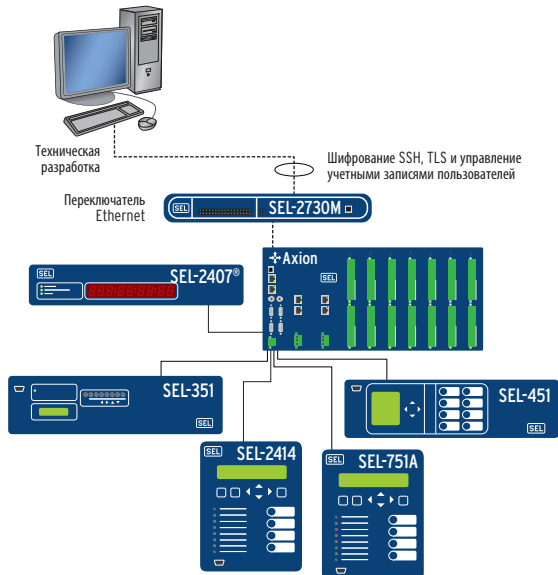 Техническая
разработка
Шифрование SSH, TLS и управление
учетными записями пользователей
Переключатель
Ethernet
SEL
SEL-2730M
Axion
SEL
SEL
SEL-2407®
SEL-351
SEL
SEL-451
SEL
SEL
SEL-2414
SEL
SEL-751A